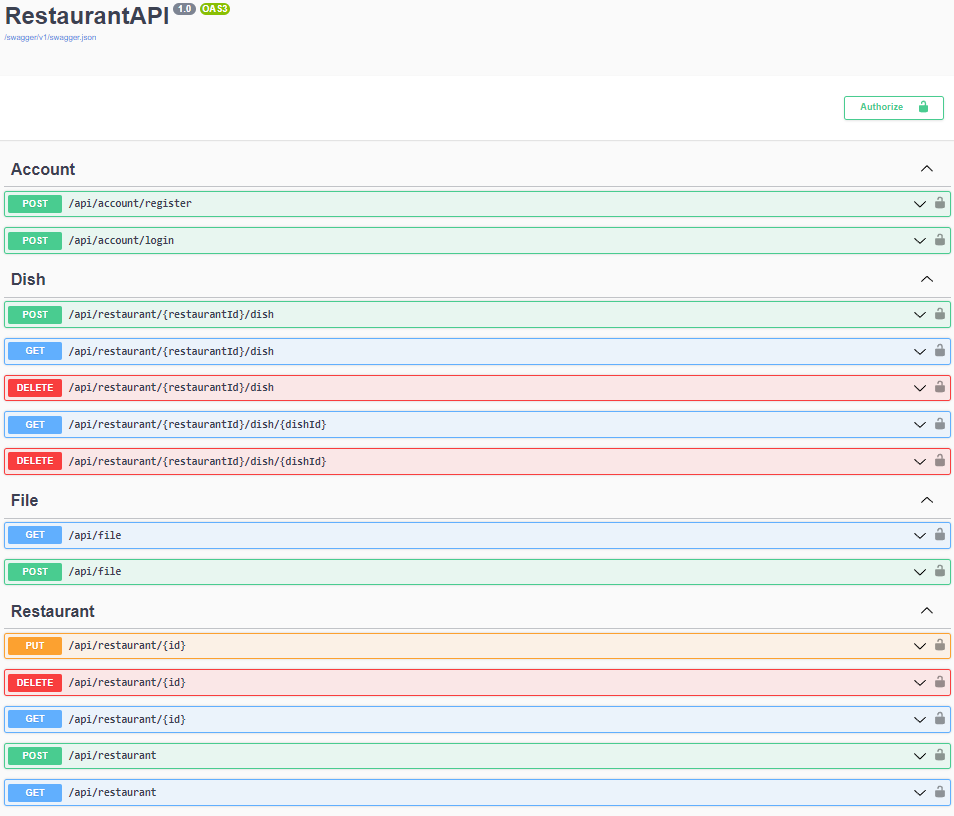 RestaurantAPI 1.0 OAS3
/swagger/v1/swagger.json
Authorize
Account
POST /api/account/register
POST /api/account/login
Dish
POST /api/restaurant/{restaurantId}/dish
GET /api/restaurant/{restaurantId}/dish
DELETE /api/restaurant/{restaurantId}/dish
GET /api/restaurant/{restaurantId}/dish/{dishId}
DELETE /api/restaurant/{restaurantId}/dish/{dishId}
File
GET /api/file
POST /api/file
Restaurant
PUT /api/restaurant/{id}
DELETE /api/restaurant/{id}
GET /api/restaurant/{id}
POST /api/restaurant
GET /api/restaurant